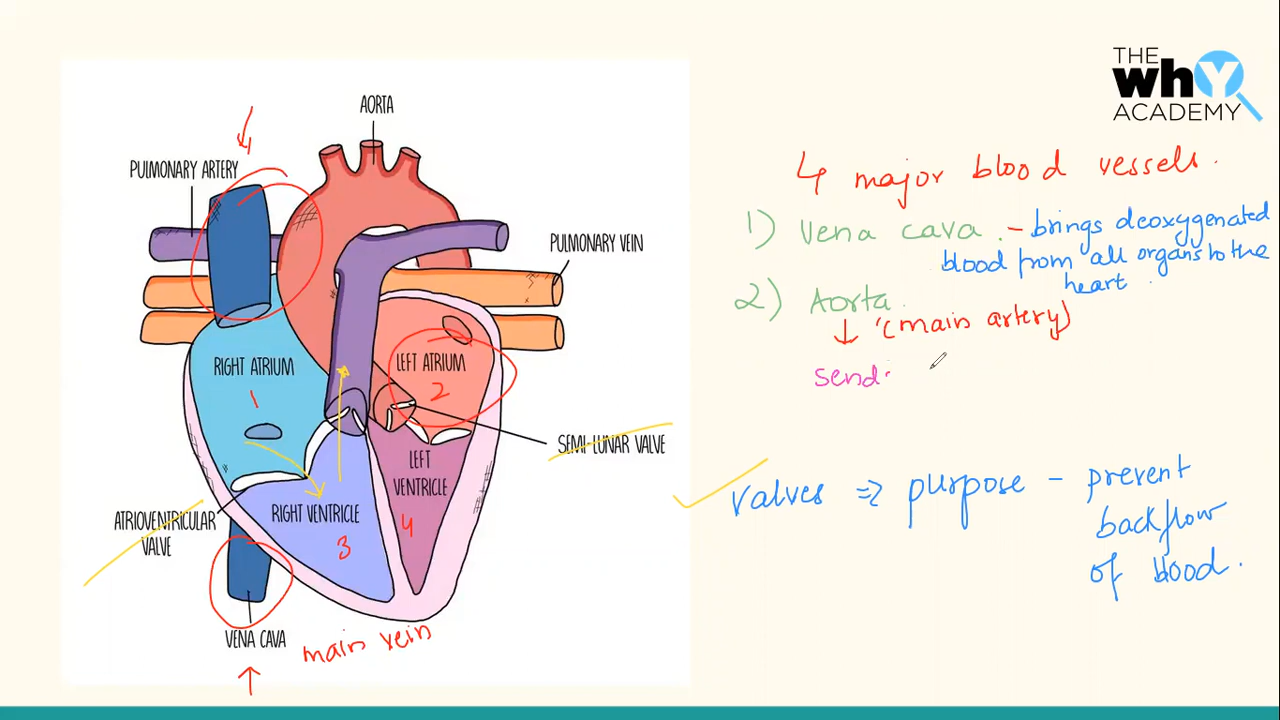 THE
whY
ACADEMY
AORTA
PULMONARY ARTERY
PULMONARY VEIN
RIGHT ATRIUM
1
LEFT ATRIUM
2
SEMI-LUNAR VALVE
LEFT
VENTRICLE
4
RIGHT VENTRICLE
3
ATRIOVENTRICULAR
VALVE
VENA CAVA
main vein
4 major blood vessels.
1) Vena cava. - brings deoxygenated
blood from all organs to the
heart.
2) Aorta.
↓ (main artery)
send
valves ⇒ purpose - prevent
backflow
of blood.